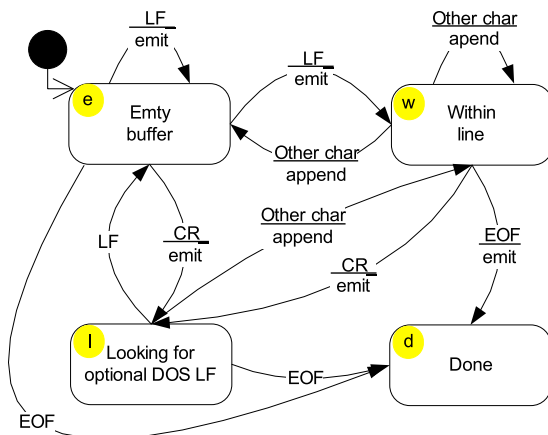 LF
emit
Other char
apend
e
Emty
buffer
LF
emit
w
Within
line
Other char
append
LF
CR
emit
Other char
append
CR
emit
EOF
emit
l
Looking for
optional DOS LF
EOF
d
Done
EOF